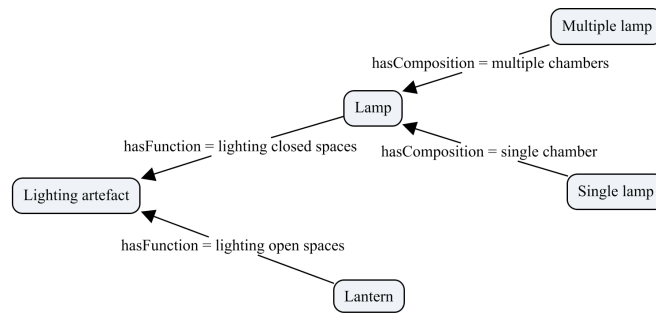 Multiple lamp
hasComposition = multiple chambers
Lamp
hasFunction = lighting closed spaces
hasComposition = single chamber
Lighting artefact
Single lamp
hasFunction = lighting open spaces
Lantern